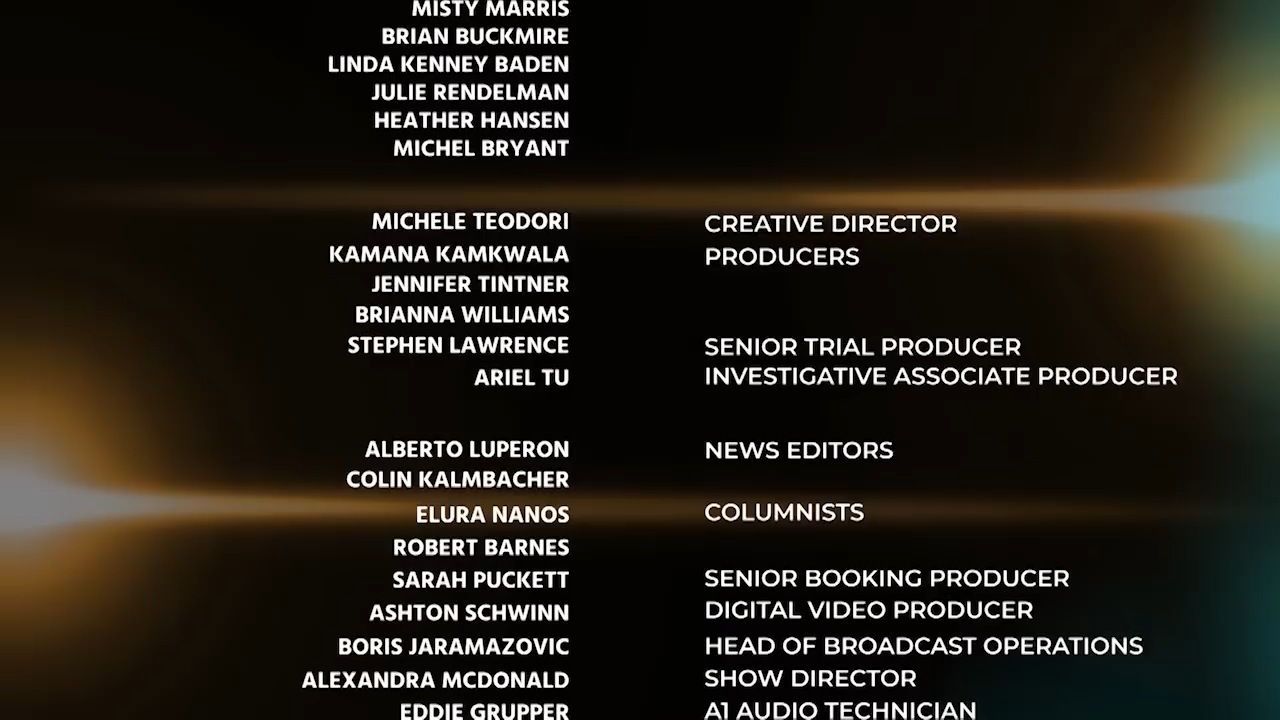 MISTY MARRIS
BRIAN BUCKMIRE
LINDA KENNEY BADEN
JULIE RENDELMAN
HEATHER HANSEN
MICHEL BRYANT
MICHELE TEODORI CREATIVE DIRECTOR
KAMANA KAMKWALA PRODUCERS
JENNIFER TINTNER
BRIANNA WILLIAMS
STEPHEN LAWRENCE SENIOR TRIAL PRODUCER
ARIEL TU INVESTIGATIVE ASSOCIATE PRODUCER
ALBERTO LUPERON NEWS EDITORS
COLIN KALMBACHER
ELURA NANOS COLUMNISTS
ROBERT BARNES
SARAH PUCKETT SENIOR BOOKING PRODUCER
ASHTON SCHWINN DIGITAL VIDEO PRODUCER
BORIS JARAMAZOVIC HEAD OF BROADCAST OPERATIONS
ALEXANDRA MCDONALD SHOW DIRECTOR
EDDIE GRUPPER A1 AUDIO TECHNICIAN